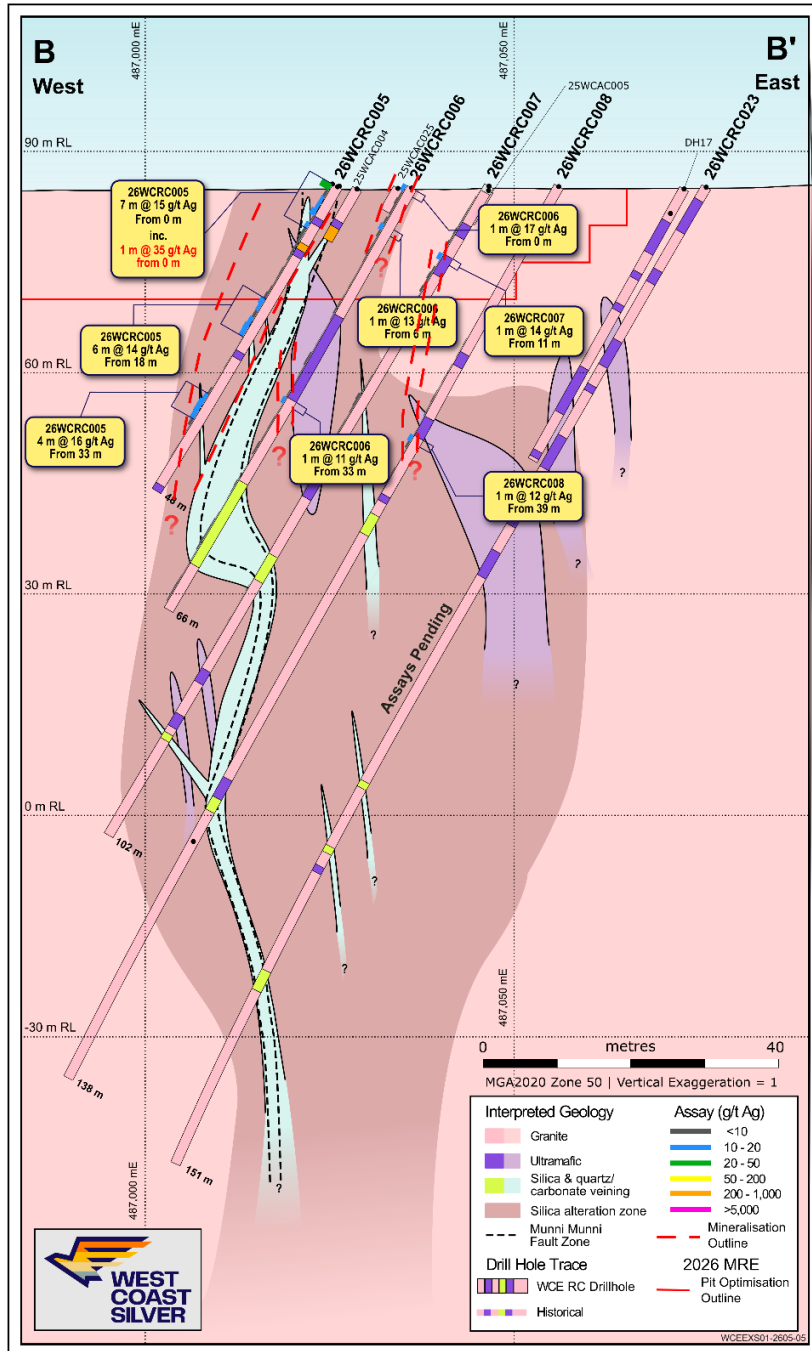 B
West
B'
East
487,000 mE
487,050 mE
26WCRC005
25WCAC004
25WCAC025
26WCRC006
26WCRC007
25WCAC005
26WCRC008
DH17
26WCRC023
90 m RL
26WCRC005
7 m @ 15 g/t Ag
From 0 m
inc.
1 m @ 35 g/t Ag
from 0 m
26WCRC006
1 m @ 17 g/t Ag
From 0 m
?
26WCRC006
1 m @ 13 g/t Ag
From 6 m
26WCRC007
1 m @ 14 g/t Ag
From 11 m
26WCRC005
6 m @ 14 g/t Ag
From 18 m
60 m RL
26WCRC005
4 m @ 16 g/t Ag
From 33 m
26WCRC006
1 m @ 11 g/t Ag
From 33 m
?
?
26WCRC008
1 m @ 12 g/t Ag
From 39 m
?
48 m
?
?
30 m RL
66 m
?
Assays Pending
?
0 m RL
102 m
?
?
487,050 mE
-30 m RL
138 m
151 m
487,000 mE
?
0 metres 40
MGA2020 Zone 50 | Vertical Exaggeration = 1
Interpreted Geology
Granite
Ultramafic
Silica & quartz/
carbonate veining
Silica alteration zone
Munni Munni
Fault Zone
Drill Hole Trace
WCE RC Drillhole
Historical
Assay (g/t Ag)
<10
10 - 20
20 - 50
50 - 200
200 - 1,000
>5,000
Mineralisation
Outline
2026 MRE
Pit Optimisation
Outline
WEST
COAST
SILVER
WCEEXS01-2605-05